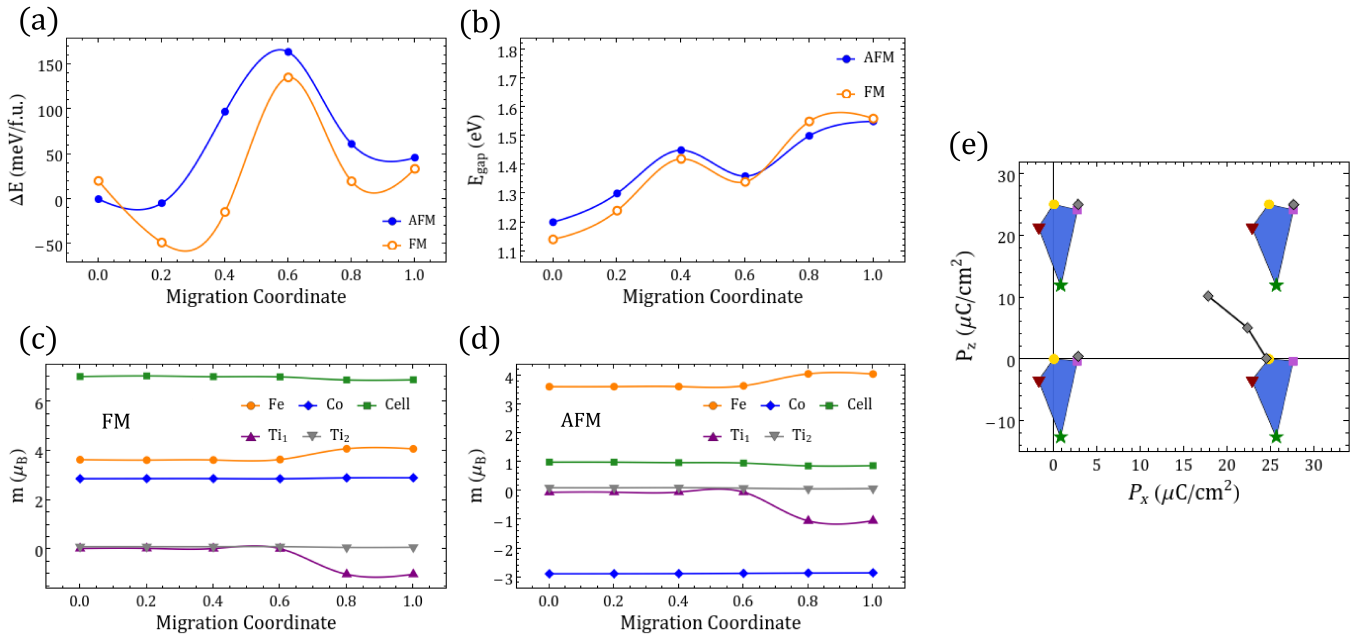 (a)
ΔE (meV/f.u.)
150
100
50
0
−50
AFM
FM
0.0 0.2 0.4 0.6 0.8 1.0
Migration Coordinate
(b)
E_gap (eV)
1.8
1.7
1.6
1.5
1.4
1.3
1.2
1.1
AFM
FM
0.0 0.2 0.4 0.6 0.8 1.0
Migration Coordinate
(c)
m (μ_B)
6
4
2
0
FM
Fe Co Cell
Ti₁ Ti₂
0.0 0.2 0.4 0.6 0.8 1.0
Migration Coordinate
(d)
m (μ_B)
4
3
2
1
0
−1
−2
−3
AFM
Fe Co Cell
Ti₁ Ti₂
0.0 0.2 0.4 0.6 0.8 1.0
Migration Coordinate
(e)
P_z (μC/cm²)
30
20
10
0
−10
0 5 10 15 20 25 30
P_x (μC/cm²)